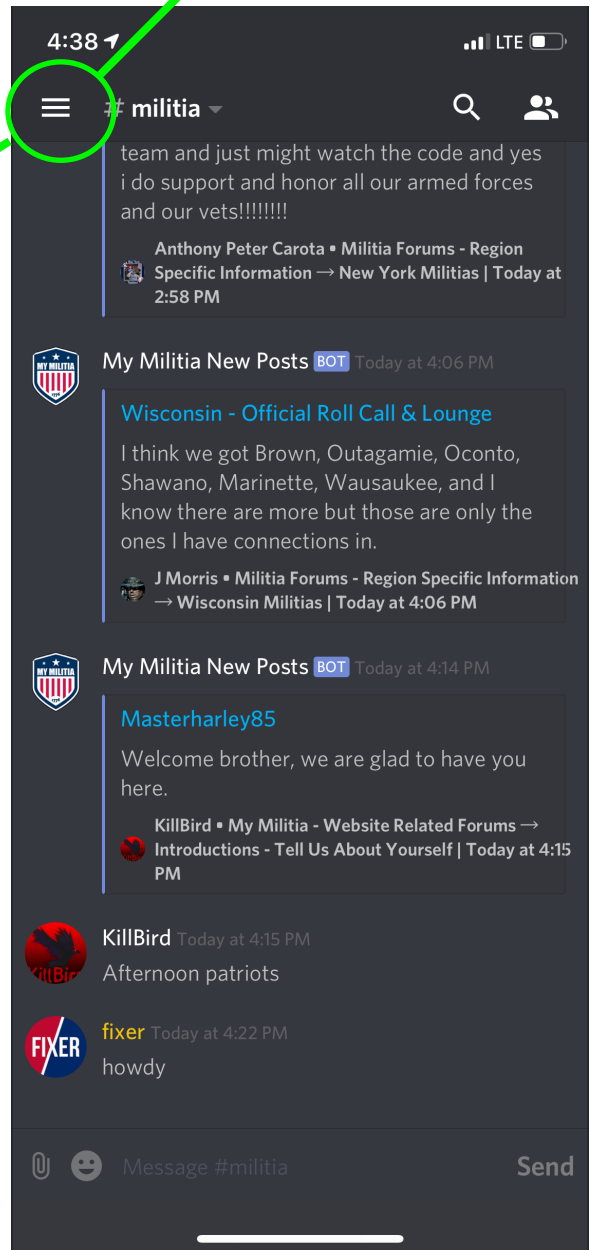 4:38 LTE
# militia
team and just might watch the code and yes
i do support and honor all our armed forces
and our vets!!!!!!!!
Anthony Peter Carota • Militia Forums - Region
Specific Information → New York Militias | Today at
2:58 PM
MY MILITIA
My Militia New Posts BOT Today at 4:06 PM
Wisconsin - Official Roll Call & Lounge
I think we got Brown, Outagamie, Oconto,
Shawano, Marinette, Wausaukee, and I
know there are more but those are only the
ones I have connections in.
J Morris • Militia Forums - Region Specific Information
→ Wisconsin Militias | Today at 4:06 PM
MY MILITIA
My Militia New Posts BOT Today at 4:14 PM
Masterharley85
Welcome brother, we are glad to have you
here.
KillBird • My Militia - Website Related Forums →
Introductions - Tell Us About Yourself | Today at 4:15
PM
KillBird Today at 4:15 PM
Afternoon patriots
KillBir
fixer Today at 4:22 PM
FIXER
howdy
Message #militia Send